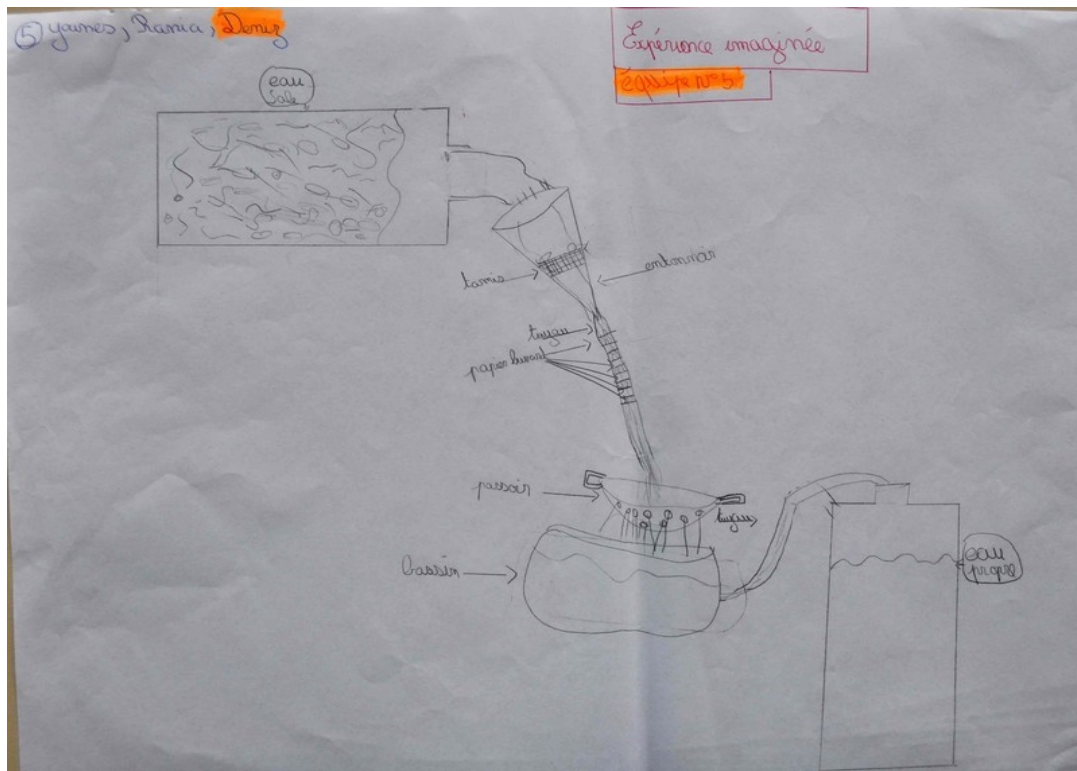 ⑤ younes, Rania, Deniz
Expérience imaginée
équipe n°5
eau
sale
tamis
entonnoir
tuyau
papier buvard
passoir
tuyau
bassin
eau
propre